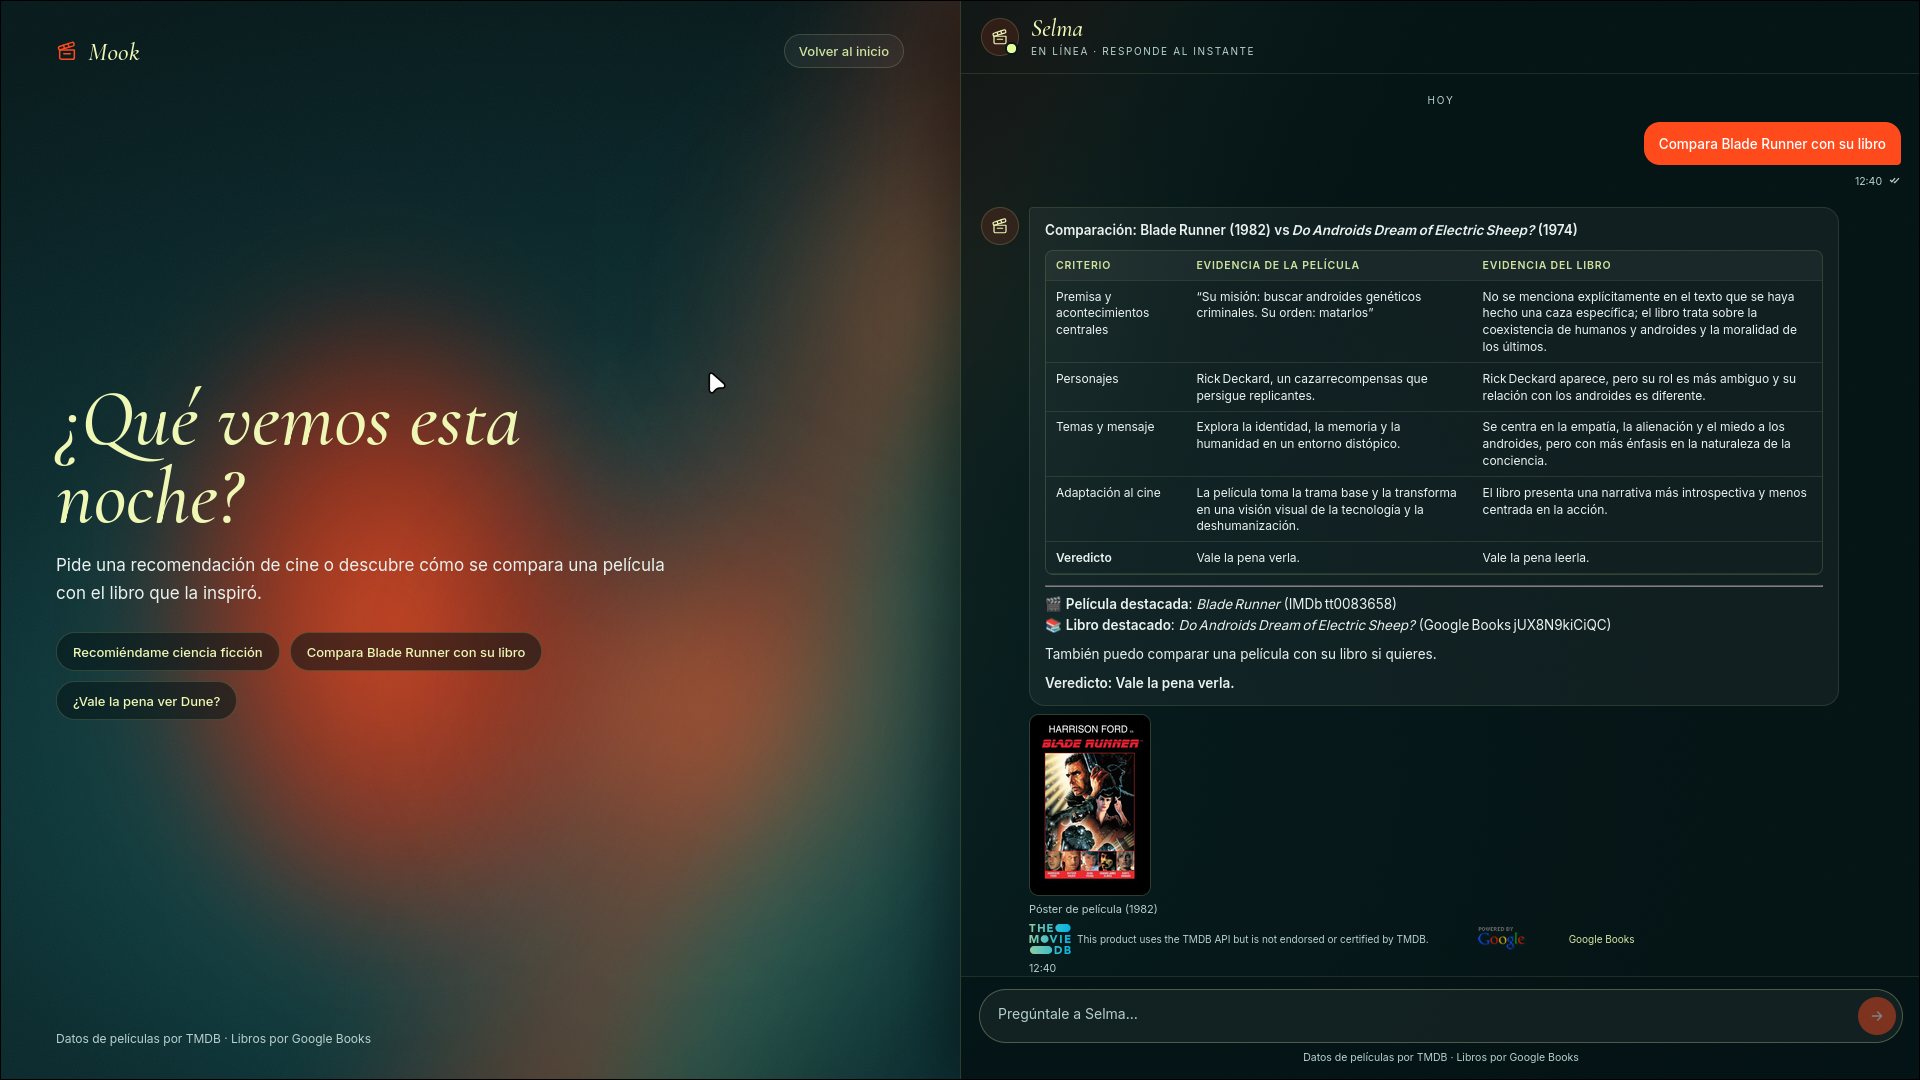 Mook
Volver al inicio
¿Qué vemos esta
noche?
Pide una recomendación de cine o descubre cómo se compara una película
con el libro que la inspiró.
Recomiéndame ciencia ficción
Compara Blade Runner con su libro
¿Vale la pena ver Dune?
Datos de películas por TMDB · Libros por Google Books
Selma
EN LÍNEA · RESPONDE AL INSTANTE
HOY
Compara Blade Runner con su libro
12:40
Comparación: Blade Runner (1982) vs Do Androids Dream of Electric Sheep? (1974)
CRITERIO EVIDENCIA DE LA PELÍCULA EVIDENCIA DEL LIBRO
Premisa y
acontecimientos
centrales
“Su misión: buscar androides genéticos
criminales. Su orden: matarlos”
No se menciona explícitamente en el texto que se haya
hecho una caza específica; el libro trata sobre la
coexistencia de humanos y androides y la moralidad de
los últimos.
Personajes
Rick Deckard, un cazarrecompensas que
persigue replicantes.
Rick Deckard aparece, pero su rol es más ambiguo y su
relación con los androides es diferente.
Temas y mensaje
Explora la identidad, la memoria y la
humanidad en un entorno distópico.
Se centra en la empatía, la alienación y el miedo a los
androides, pero con más énfasis en la naturaleza de la
conciencia.
Adaptación al cine
La película toma la trama base y la transforma
en una visión visual de la tecnología y la
deshumanización.
El libro presenta una narrativa más introspectiva y menos
centrada en la acción.
Veredicto
Vale la pena verla.
Vale la pena leerla.
🎬 Película destacada: Blade Runner (IMDb tt0083658)
📚 Libro destacado: Do Androids Dream of Electric Sheep? (Google Books jUX8N9kiCiQC)
También puedo comparar una película con su libro si quieres.
Veredicto: Vale la pena verla.
HARRISON FORD
BLADE RUNNER
Póster de película (1982)
THE
MOVIE
DB
This product uses the TMDB API but is not endorsed or certified by TMDB.
POWERED BY
Google
Google Books
12:40
Pregúntale a Selma...
Datos de películas por TMDB · Libros por Google Books